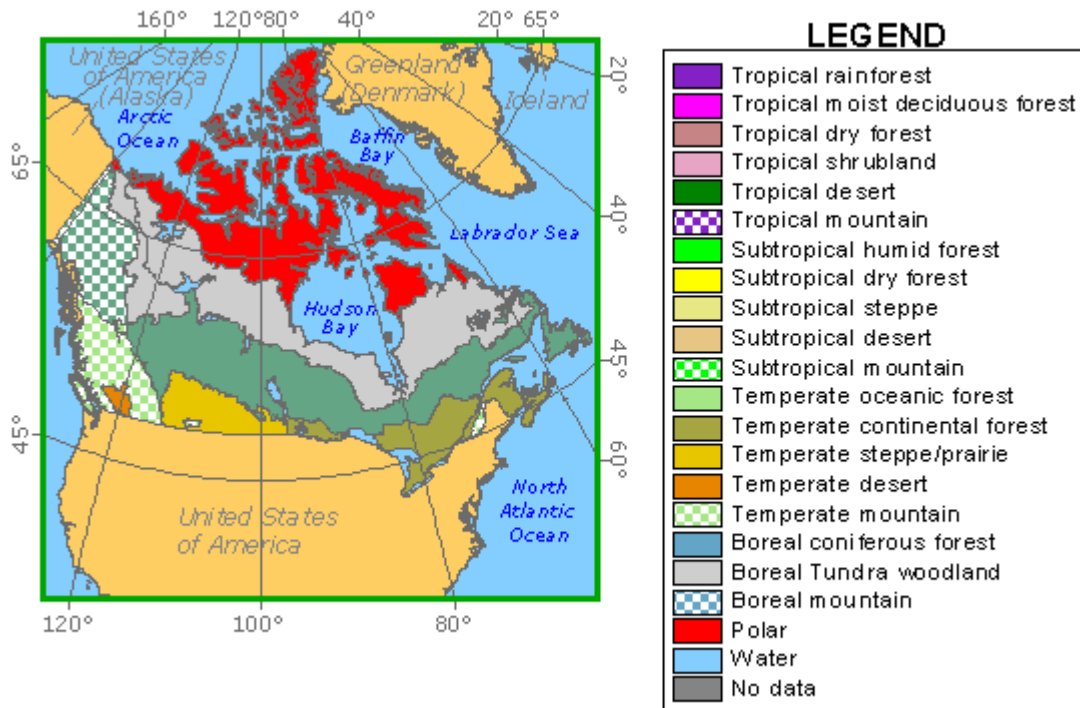 160° 120° 80° 40° 20° 65°
United States
of America
(Alaska)
Greenland
(Denmark)
20°
Iceland
Arctic
Ocean
Baffin
Bay
65°
40°
Labrador Sea
Hudson
Bay
45°
45°
60°
North
Atlantic
Ocean
United States
of America
120° 100° 80°
LEGEND
Tropical rainforest
Tropical moist deciduous forest
Tropical dry forest
Tropical shrubland
Tropical desert
Tropical mountain
Subtropical humid forest
Subtropical dry forest
Subtropical steppe
Subtropical desert
Subtropical mountain
Temperate oceanic forest
Temperate continental forest
Temperate steppe/prairie
Temperate desert
Temperate mountain
Boreal coniferous forest
Boreal Tundra woodland
Boreal mountain
Polar
Water
No data